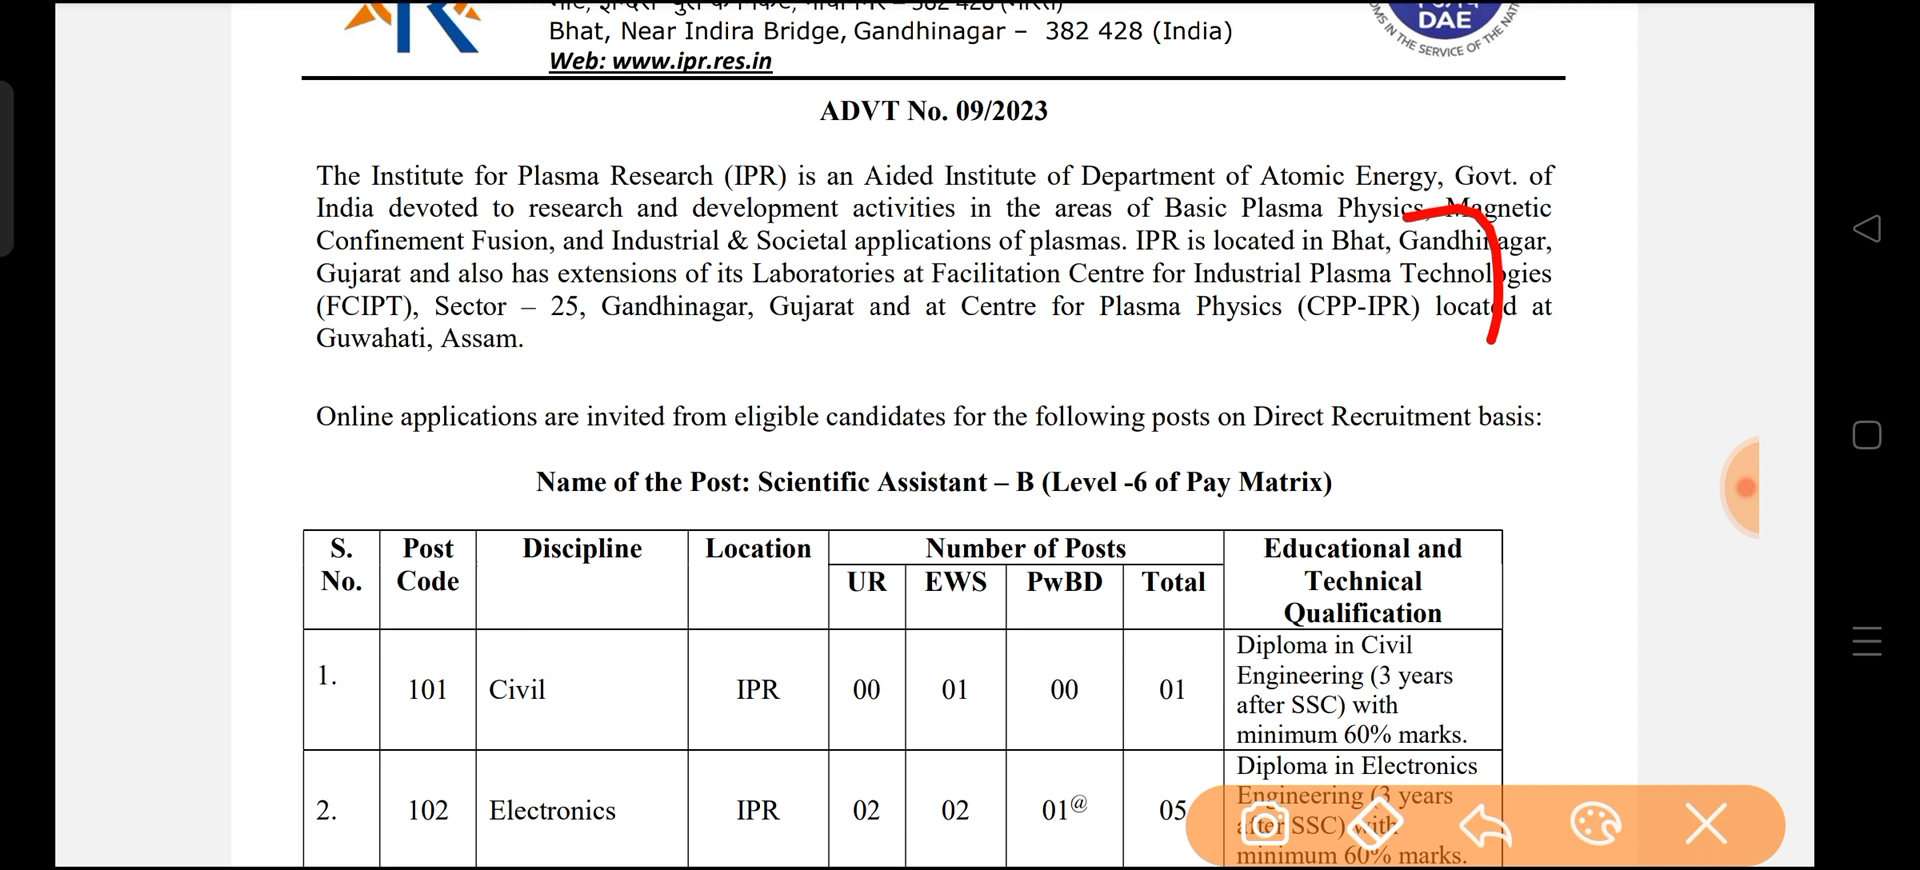 382 428
Bhat, Near Indira Bridge, Gandhinagar – 382 428 (India)
Web: www.ipr.res.in
DAE
IN THE SERVICE OF THE
ADVT No. 09/2023
The Institute for Plasma Research (IPR) is an Aided Institute of Department of Atomic Energy, Govt. of
India devoted to research and development activities in the areas of Basic Plasma Physics, Magnetic
Confinement Fusion, and Industrial & Societal applications of plasmas. IPR is located in Bhat, Gandhinagar,
Gujarat and also has extensions of its Laboratories at Facilitation Centre for Industrial Plasma Technologies
(FCIPT), Sector – 25, Gandhinagar, Gujarat and at Centre for Plasma Physics (CPP-IPR) located at
Guwahati, Assam.
Online applications are invited from eligible candidates for the following posts on Direct Recruitment basis:
Name of the Post: Scientific Assistant – B (Level -6 of Pay Matrix)
S. No. Post Code Discipline Location Number of Posts Educational and Technical Qualification
UR EWS PwBD Total
1. 101 Civil IPR 00 01 00 01 Diploma in Civil
Engineering (3 years
after SSC) with
minimum 60% marks.
2. 102 Electronics IPR 02 02 01@ 05 Diploma in Electronics
Engineering (3 years
after SSC) with
minimum 60% marks.